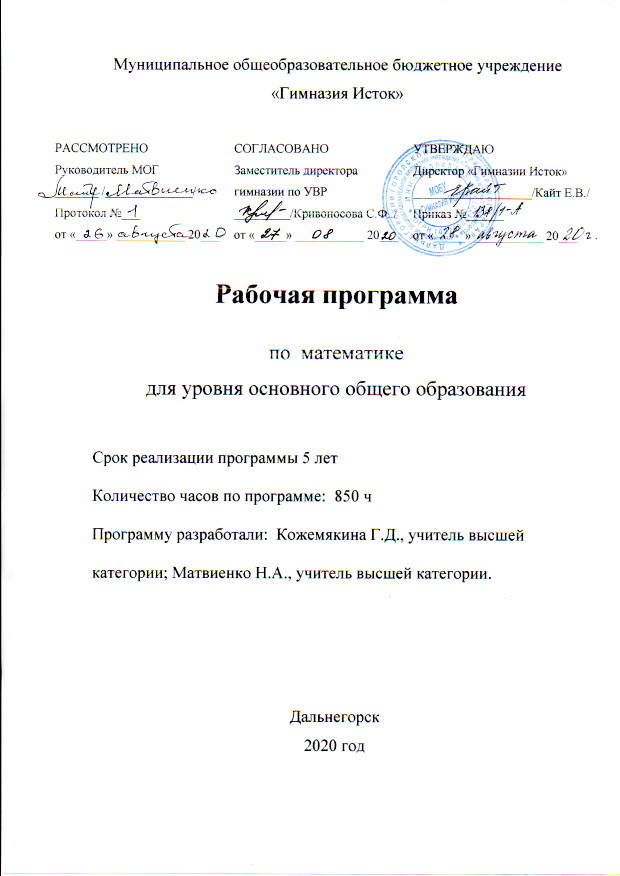 Муниципальное общеобразовательное бюджетное учреждение
«Гимназия Исток»
РАССМОТРЕНО
Руководитель МОГ
/Матвиенко
Протокол № 1
от « 26 » августа 2020
СОГЛАСОВАНО
Заместитель директора
гимназии по УВР
/Кривоносова С.Ф./
от « 27 » 08 2020
УТВЕРЖДАЮ
Директор «Гимназии Исток»
/Кайт Е.В./
Приказ №
от « 28 » августа 2020 г.
Рабочая программа
по математике
для уровня основного общего образования
Срок реализации программы 5 лет
Количество часов по программе: 850 ч
Программу разработали: Кожемякина Г.Д., учитель высшей
категории; Матвиенко Н.А., учитель высшей категории.
Дальнегорск
2020 год